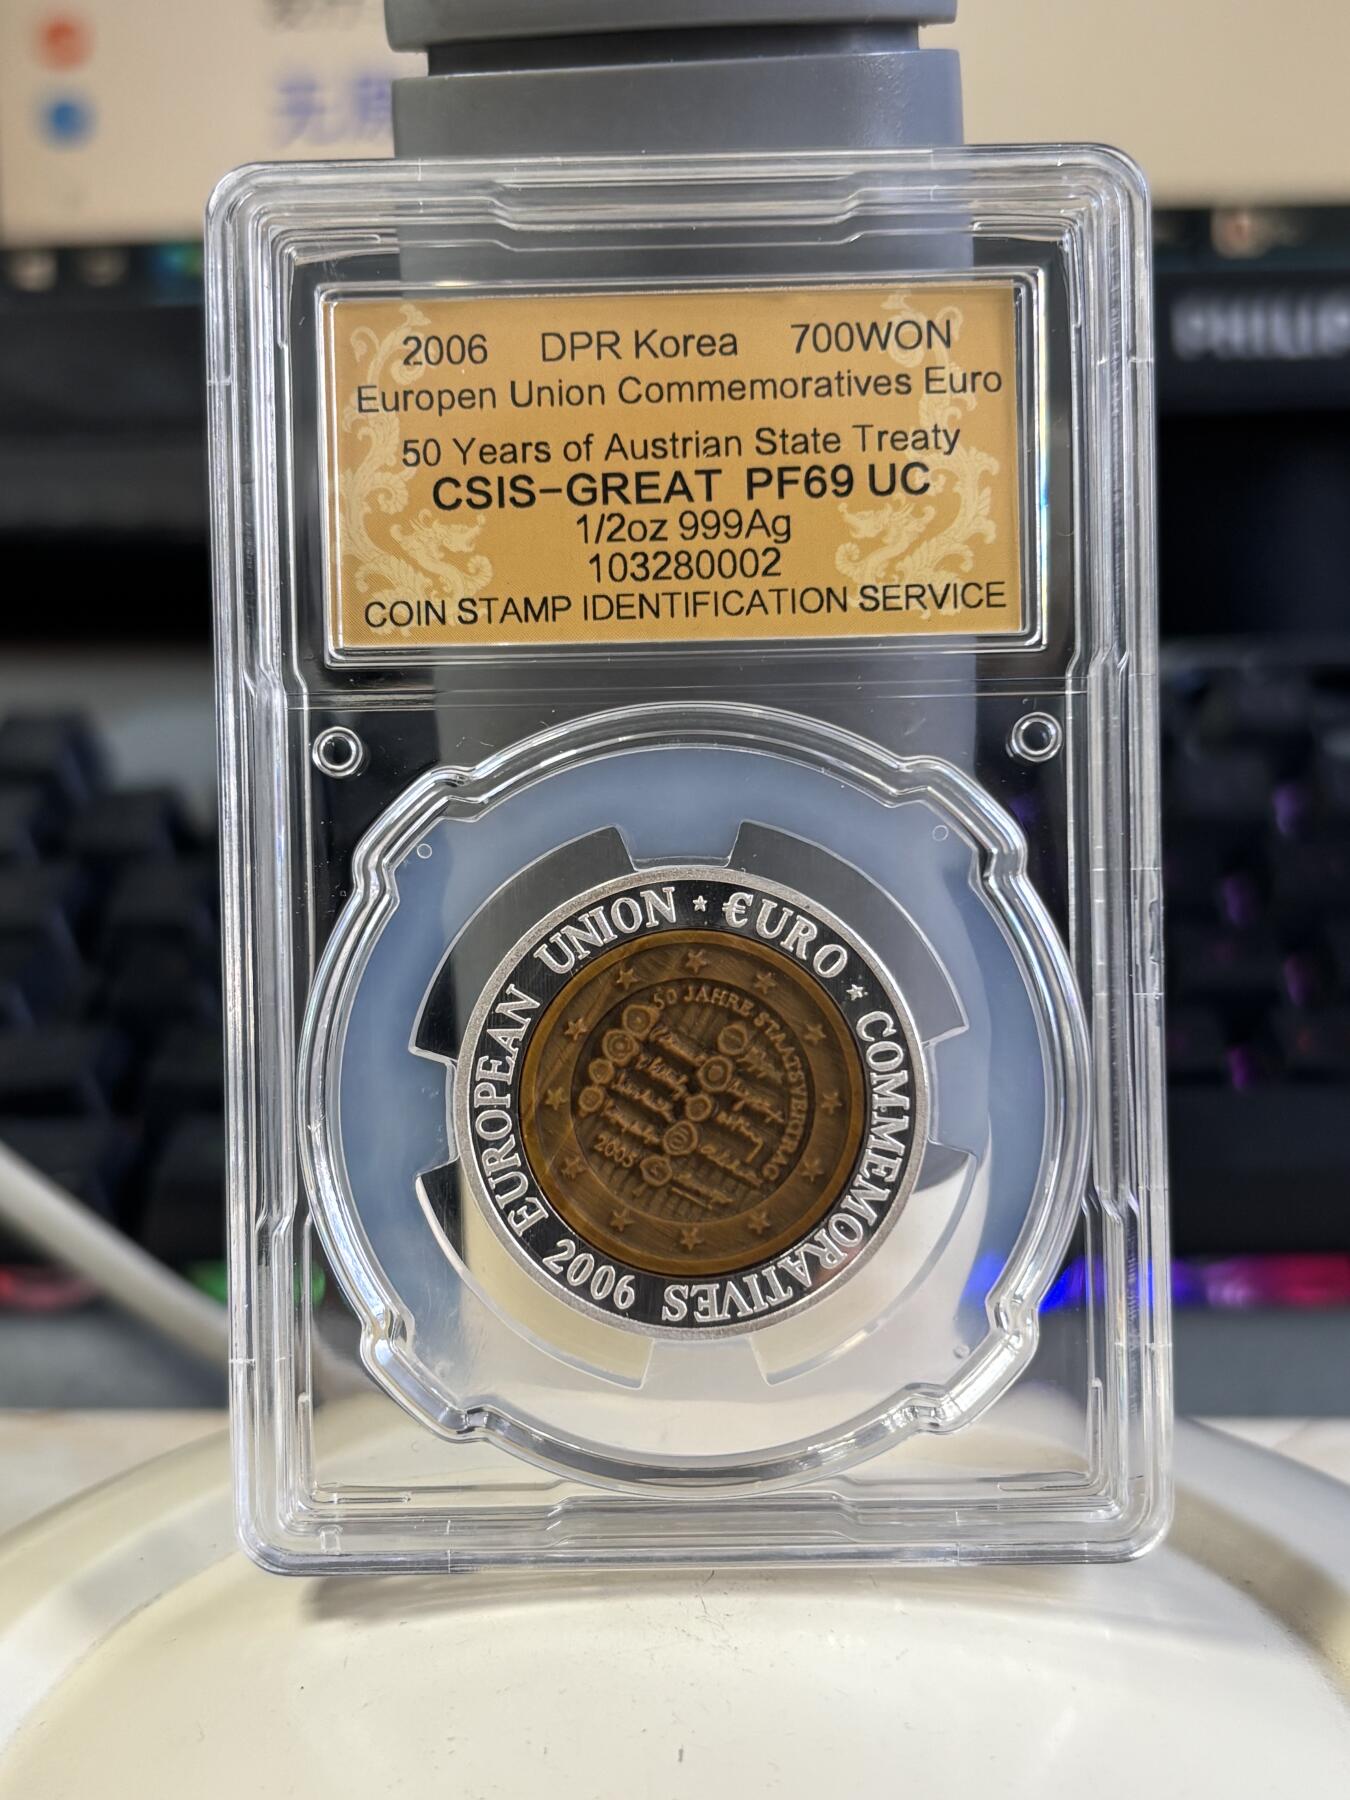 2006 DPR Korea 700WON
Europen Union Commemoratives Euro
50 Years of Austrian State Treaty
CSIS-GREAT PF69 UC
1/2oz 999Ag
103280002
COIN STAMP IDENTIFICATION SERVICE
2006 EUROPEAN UNION ★ €URO ★ COMMEMORATIVES
50 JAHRE STAATSVERTRAG
2005
PHILIP